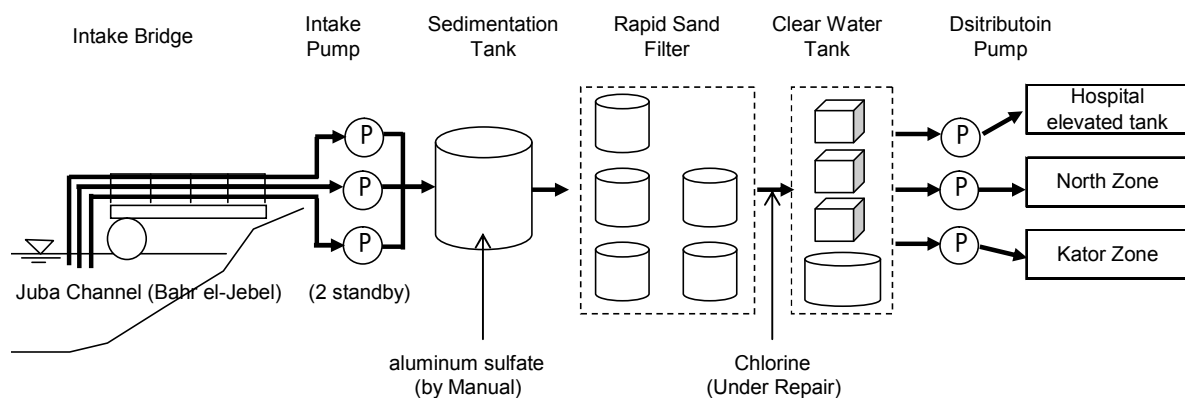 Intake Bridge
Intake
Pump
Sedimentation
Tank
Rapid Sand
Filter
Clear Water
Tank
Dsitributoin
Pump
P
P
P
P
P
P
Hospital
elevated tank
North Zone
Kator Zone
Juba Channel (Bahr el-Jebel)
(2 standby)
aluminum sulfate
(by Manual)
Chlorine
(Under Repair)